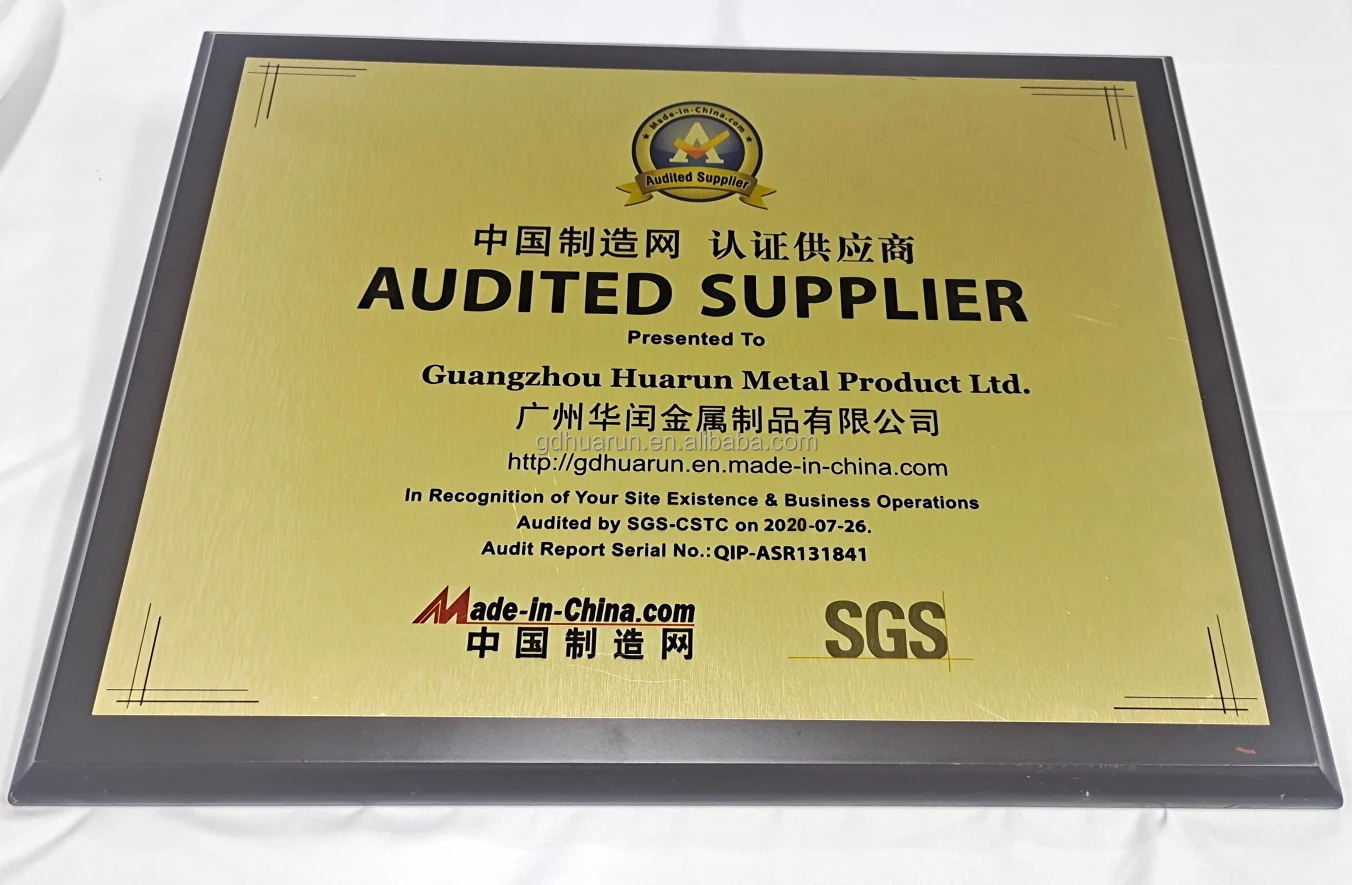 ★ Made-in-China.com ★
A
Audited Supplier
中国制造网 认证供应商
AUDITED SUPPLIER
Presented To
Guangzhou Huarun Metal Product Ltd.
广州华闰金属制品有限公司
gdhuarun.en.alibaba.com
http://gdhuarun.en.made-in-china.com
In Recognition of Your Site Existence & Business Operations
Audited by SGS-CSTC on 2020-07-26.
Audit Report Serial No.:QIP-ASR131841
Made-in-China.com
中国制造网
SGS